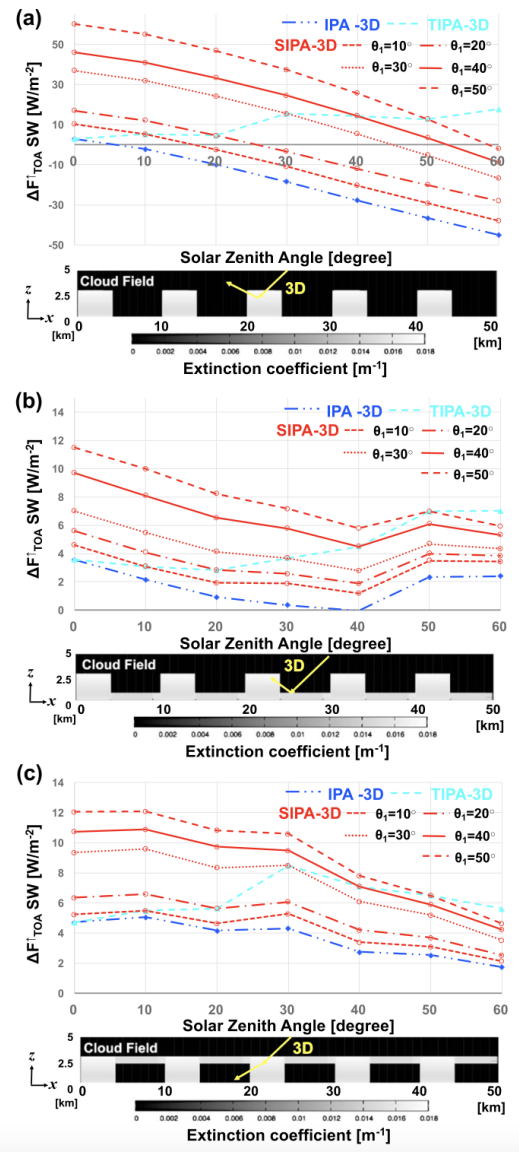 (a)
ΔF↑TOA SW [W/m-2]
IPA -3D TIPA-3D
SIPA-3D θ1=10° θ1=20°
θ1=30° θ1=40°
θ1=50°
50
30
10
-10
-30
-50
0 10 20 30 40 50 60
Solar Zenith Angle [degree]
5
Cloud Field
3D
z 2.5
x 0
[km]
10 20 30 40 50
[km]
0 0.002 0.004 0.006 0.008 0.01 0.012 0.014 0.016 0.018
Extinction coefficient [m-1]
(b)
ΔF↑TOA SW [W/m-2]
IPA -3D TIPA-3D
SIPA-3D θ1=10° θ1=20°
θ1=30° θ1=40°
θ1=50°
14
12
10
8
6
4
2
0
0 10 20 30 40 50 60
Solar Zenith Angle [degree]
5
Cloud Field 3D
z 2.5
x 0
[km]
10 20 30 40 50
[km]
0 0.002 0.004 0.006 0.008 0.01 0.012 0.014 0.016 0.018
Extinction coefficient [m-1]
(c)
ΔF↑TOA SW [W/m-2]
IPA -3D TIPA-3D
SIPA-3D θ1=10° θ1=20°
θ1=30° θ1=40°
θ1=50°
14
12
10
8
6
4
2
0
0 10 20 30 40 50 60
Solar Zenith Angle [degree]
5
Cloud Field 3D
z 2.5
x 0
[km]
10 20 30 40 50
[km]
0 0.002 0.004 0.006 0.008 0.01 0.012 0.014 0.016 0.018
Extinction coefficient [m-1]